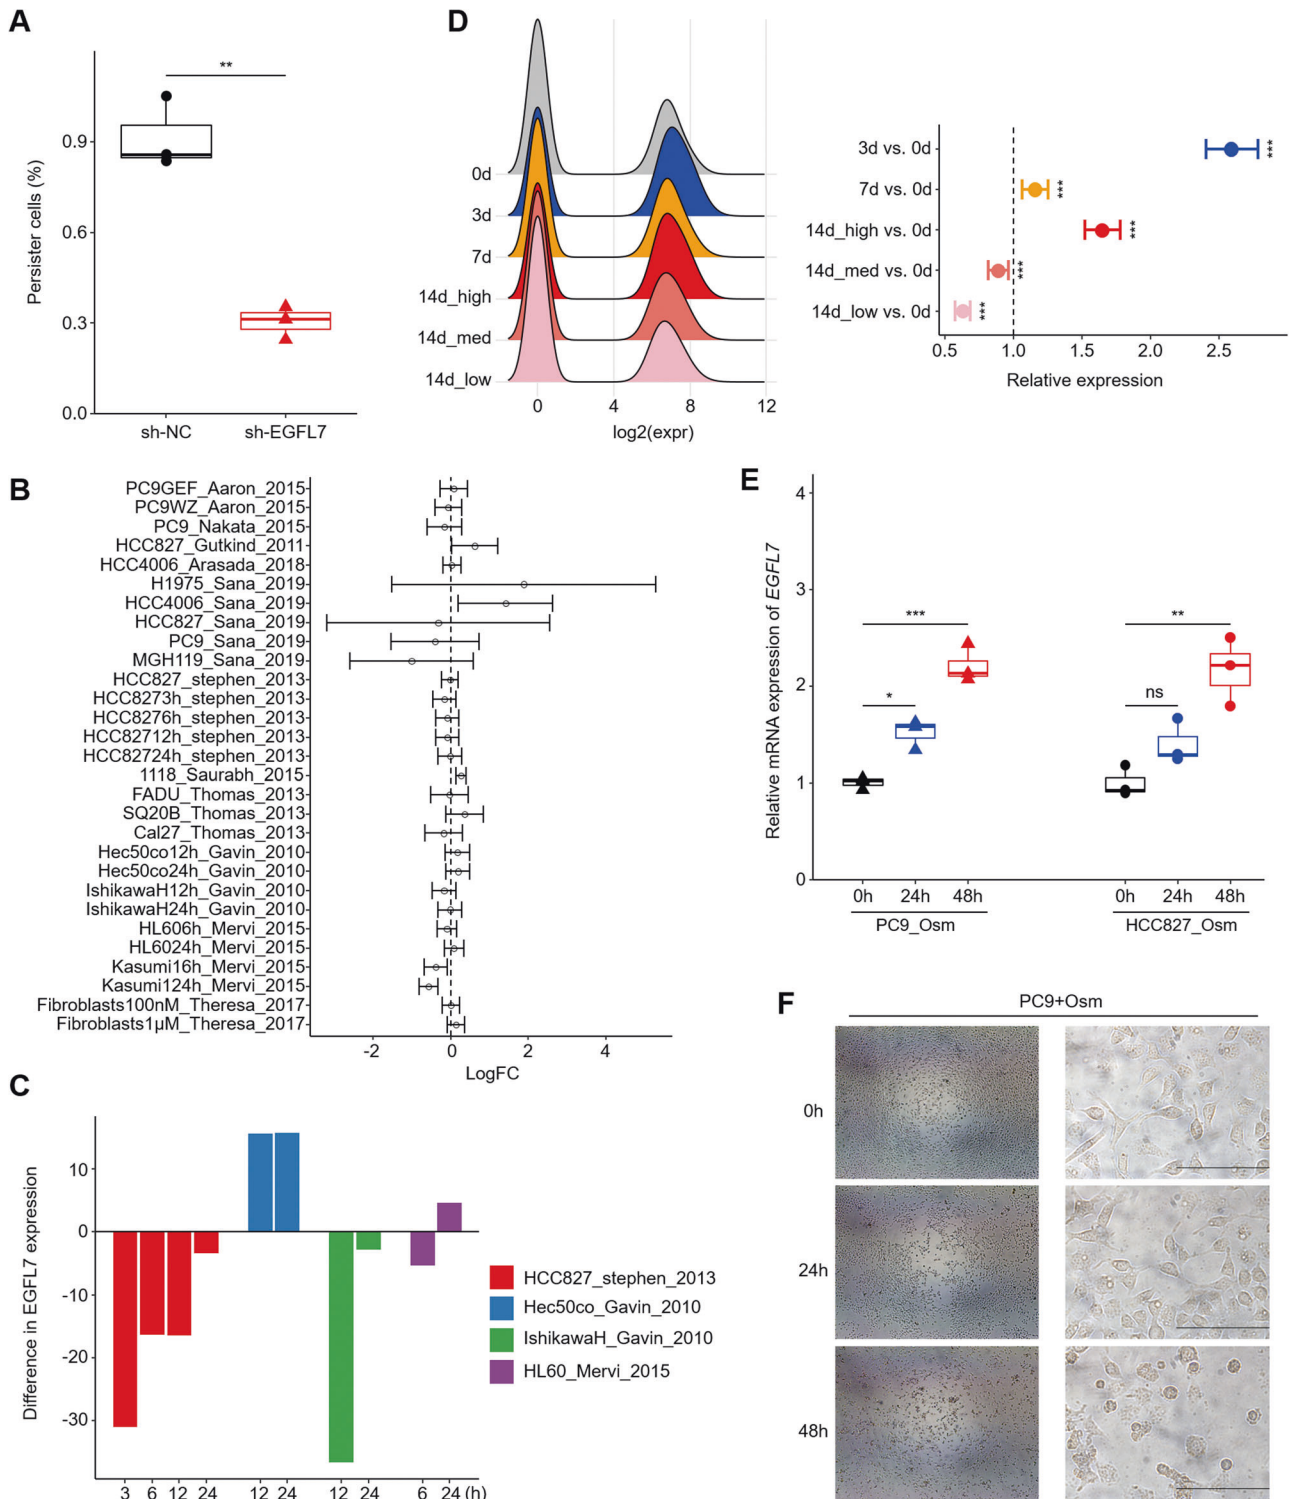 A
**
Persister cells (%)
0.9
0.6
0.3
0.0
sh-NC
sh-EGFL7
D
0d
3d
7d
14d_high
14d_med
14d_low
0
4
8
12
log2(expr)
3d vs. 0d
***
7d vs. 0d
***
14d_high vs. 0d
***
14d_med vs. 0d
***
14d_low vs. 0d
***
0.5
1.0
1.5
2.0
2.5
Relative expression
B
PC9GEF_Aaron_2015
PC9WZ_Aaron_2015
PC9_Nakata_2015
HCC827_Gutkind_2011
HCC4006_Arasada_2018
H1975_Sana_2019
HCC4006_Sana_2019
HCC827_Sana_2019
PC9_Sana_2019
MGH119_Sana_2019
HCC827_stephen_2013
HCC8273h_stephen_2013
HCC8276h_stephen_2013
HCC82712h_stephen_2013
HCC82724h_stephen_2013
1118_Saurabh_2015
FADU_Thomas_2013
SQ20B_Thomas_2013
Cal27_Thomas_2013
Hec50co12h_Gavin_2010
Hec50co24h_Gavin_2010
IshikawaH12h_Gavin_2010
IshikawaH24h_Gavin_2010
HL606h_Mervi_2015
HL6024h_Mervi_2015
Kasumi16h_Mervi_2015
Kasumi124h_Mervi_2015
Fibroblasts100nM_Theresa_2017
Fibroblasts1μM_Theresa_2017
-2
0
2
4
LogFC
E
Relative mRNA expression of EGFL7
4
3
2
1
0
***
*
**
ns
0h
24h
48h
0h
24h
48h
PC9_Osm
HCC827_Osm
C
Difference in EGFL7 expression
10
0
-10
-20
-30
3
6
12
24
12
24
12
24
6
24 (h)
HCC827_stephen_2013
Hec50co_Gavin_2010
IshikawaH_Gavin_2010
HL60_Mervi_2015
F
PC9+Osm
0h
24h
48h